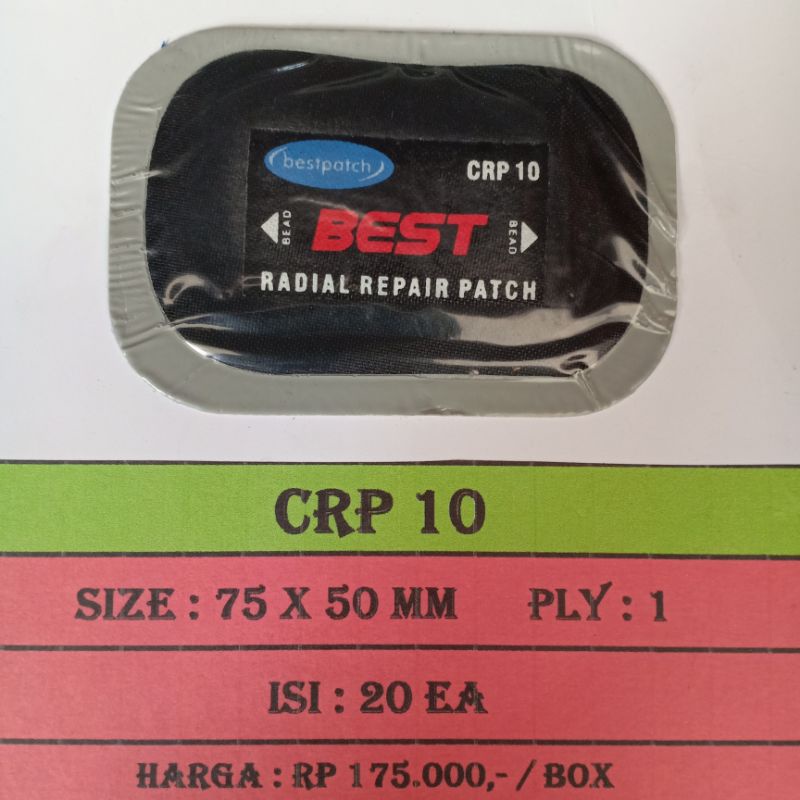 bestpatch
CRP 10
BEAD BEST BEAD
RADIAL REPAIR PATCH
CRP 10
SIZE : 75 X 50 MM PLY : 1
ISI : 20 EA
HARGA : RP 175.000,- / BOX